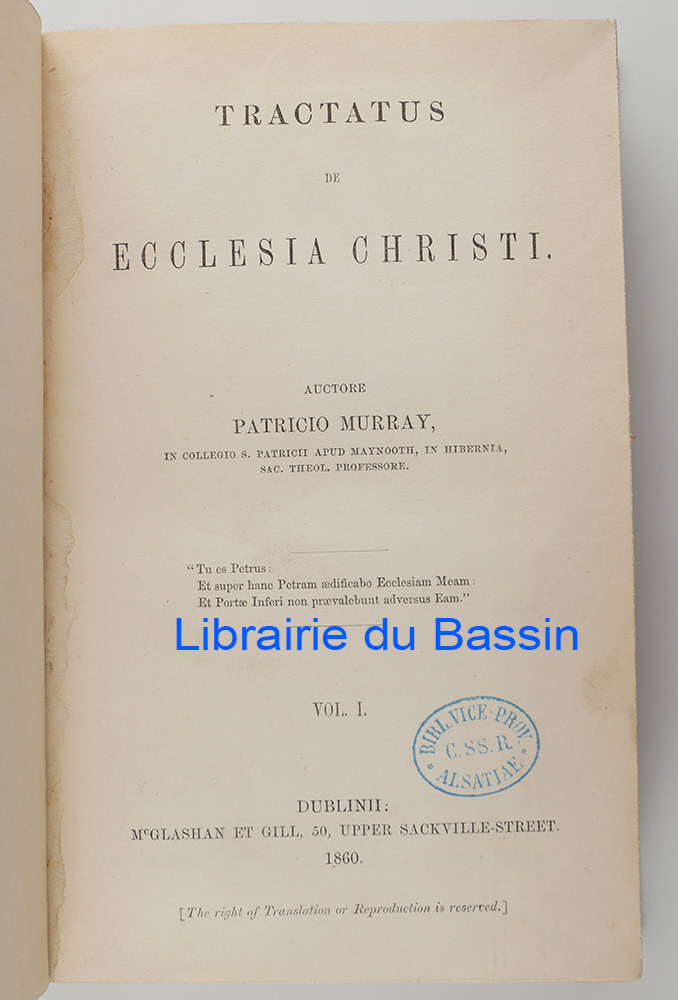 TRACTATUS
DE
ECCLESIA CHRISTI.
AUCTORE
PATRICIO MURRAY,
IN COLLEGIO S. PATRICII APUD MAYNOOTH, IN HIBERNIA,
SAC. THEOL. PROFESSORE.
"Tu es Petrus:
Et super hanc Petram ædificabo Ecclesiam Meam:
Et Portæ Inferi non prævalebunt adversus Eam."
Librairie du Bassin
VOL. I.
BIBL. VICE-PROV.
C. SS. R.
ALSATIAE
DUBLINII:
McGLASHAN ET GILL, 50, UPPER SACKVILLE-STREET.
1860.
[The right of Translation or Reproduction is reserved.]